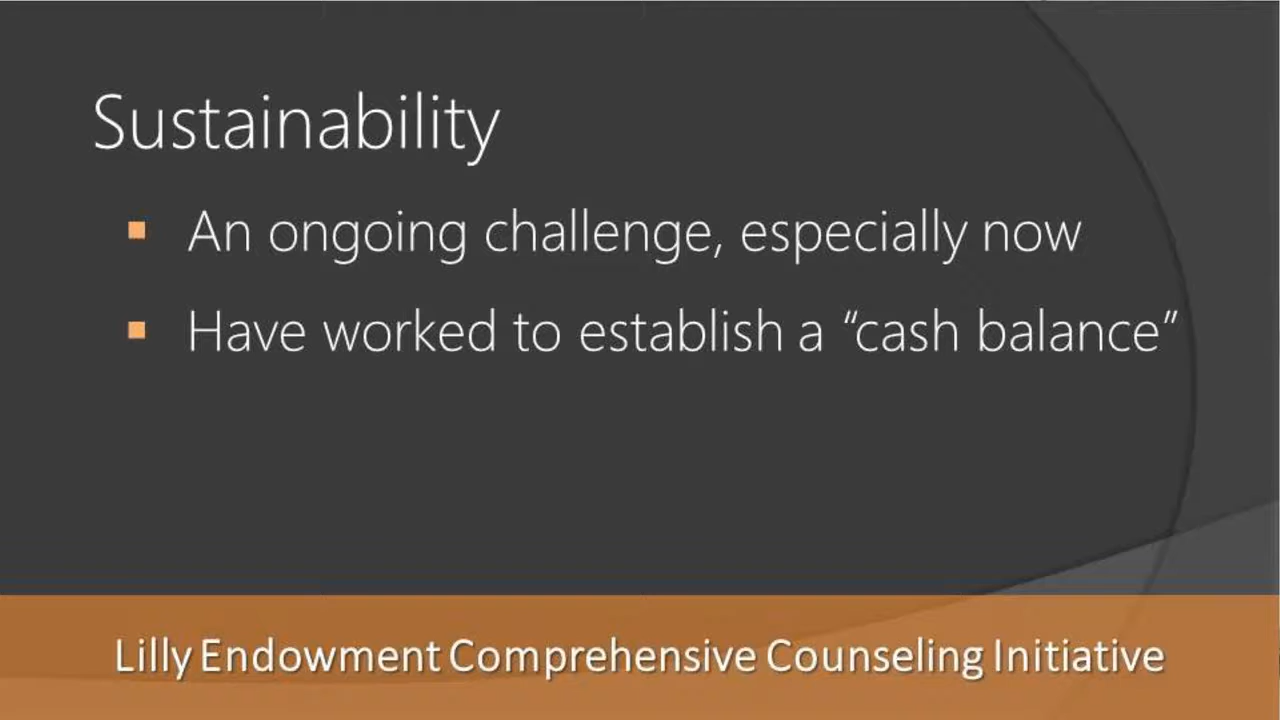 Sustainability
An ongoing challenge, especially now
Have worked to establish a “cash balance”
Lilly Endowment Comprehensive Counseling Initiative